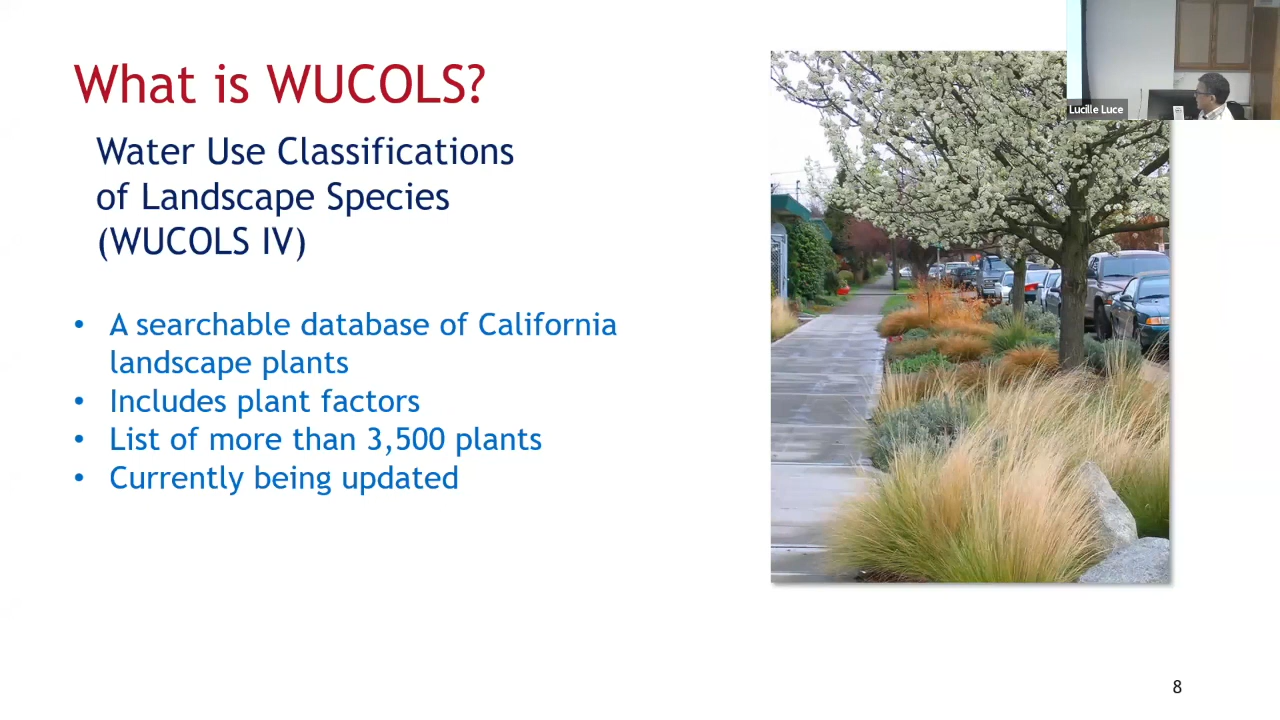 What is WUCOLS?
Water Use Classifications
of Landscape Species
(WUCOLS IV)
• A searchable database of California
landscape plants
• Includes plant factors
• List of more than 3,500 plants
• Currently being updated
Lucille Luce
8